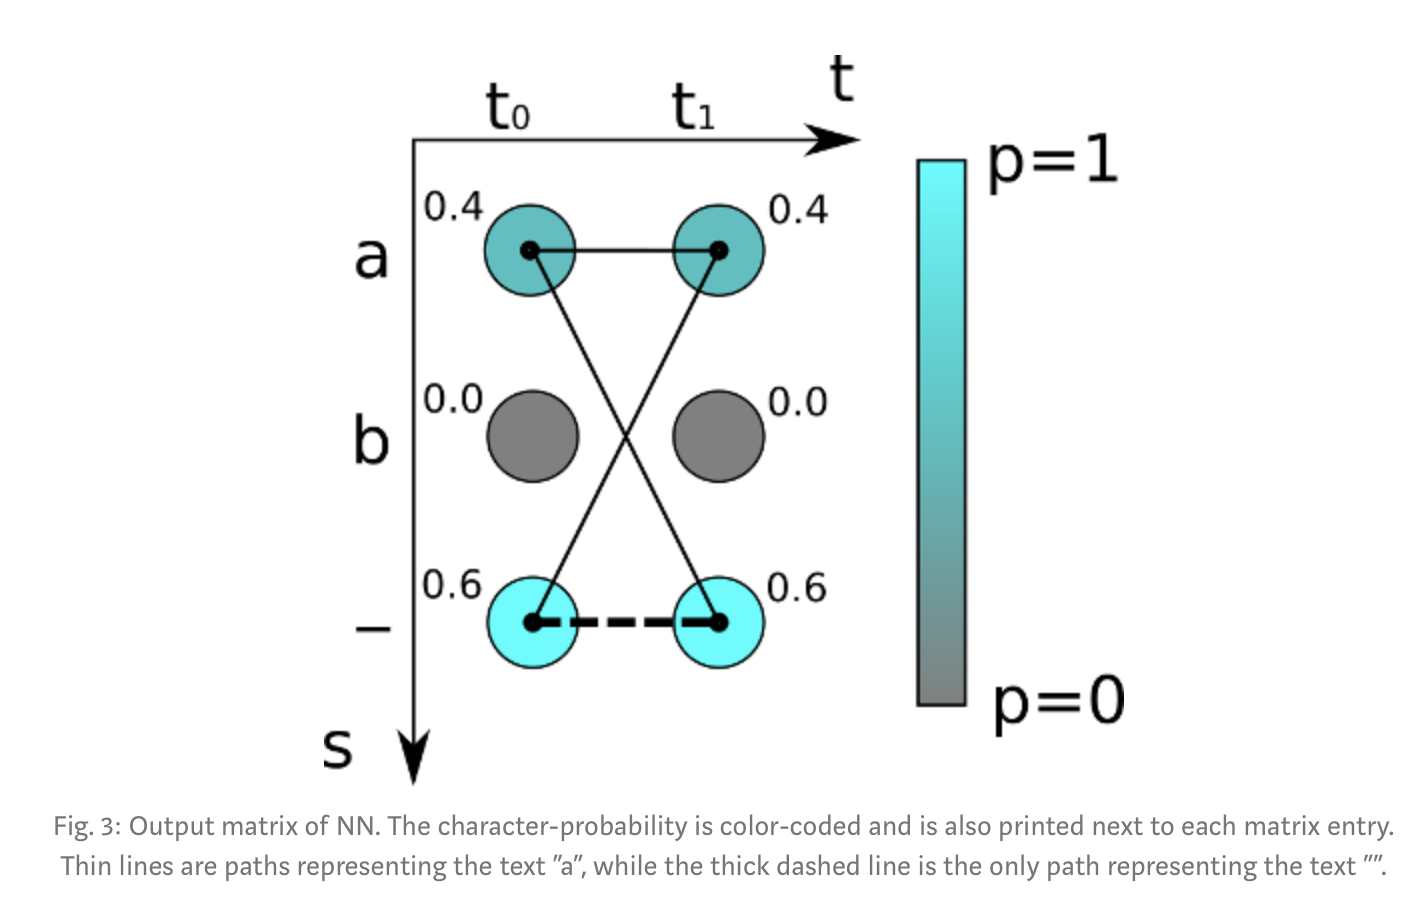 t
t0 t1
p=1
0.4 0.4
a
0.0 0.0
b
0.6 0.6
–
p=0
s
Fig. 3: Output matrix of NN. The character-probability is color-coded and is also printed next to each matrix entry.
Thin lines are paths representing the text ”a”, while the thick dashed line is the only path representing the text ””.